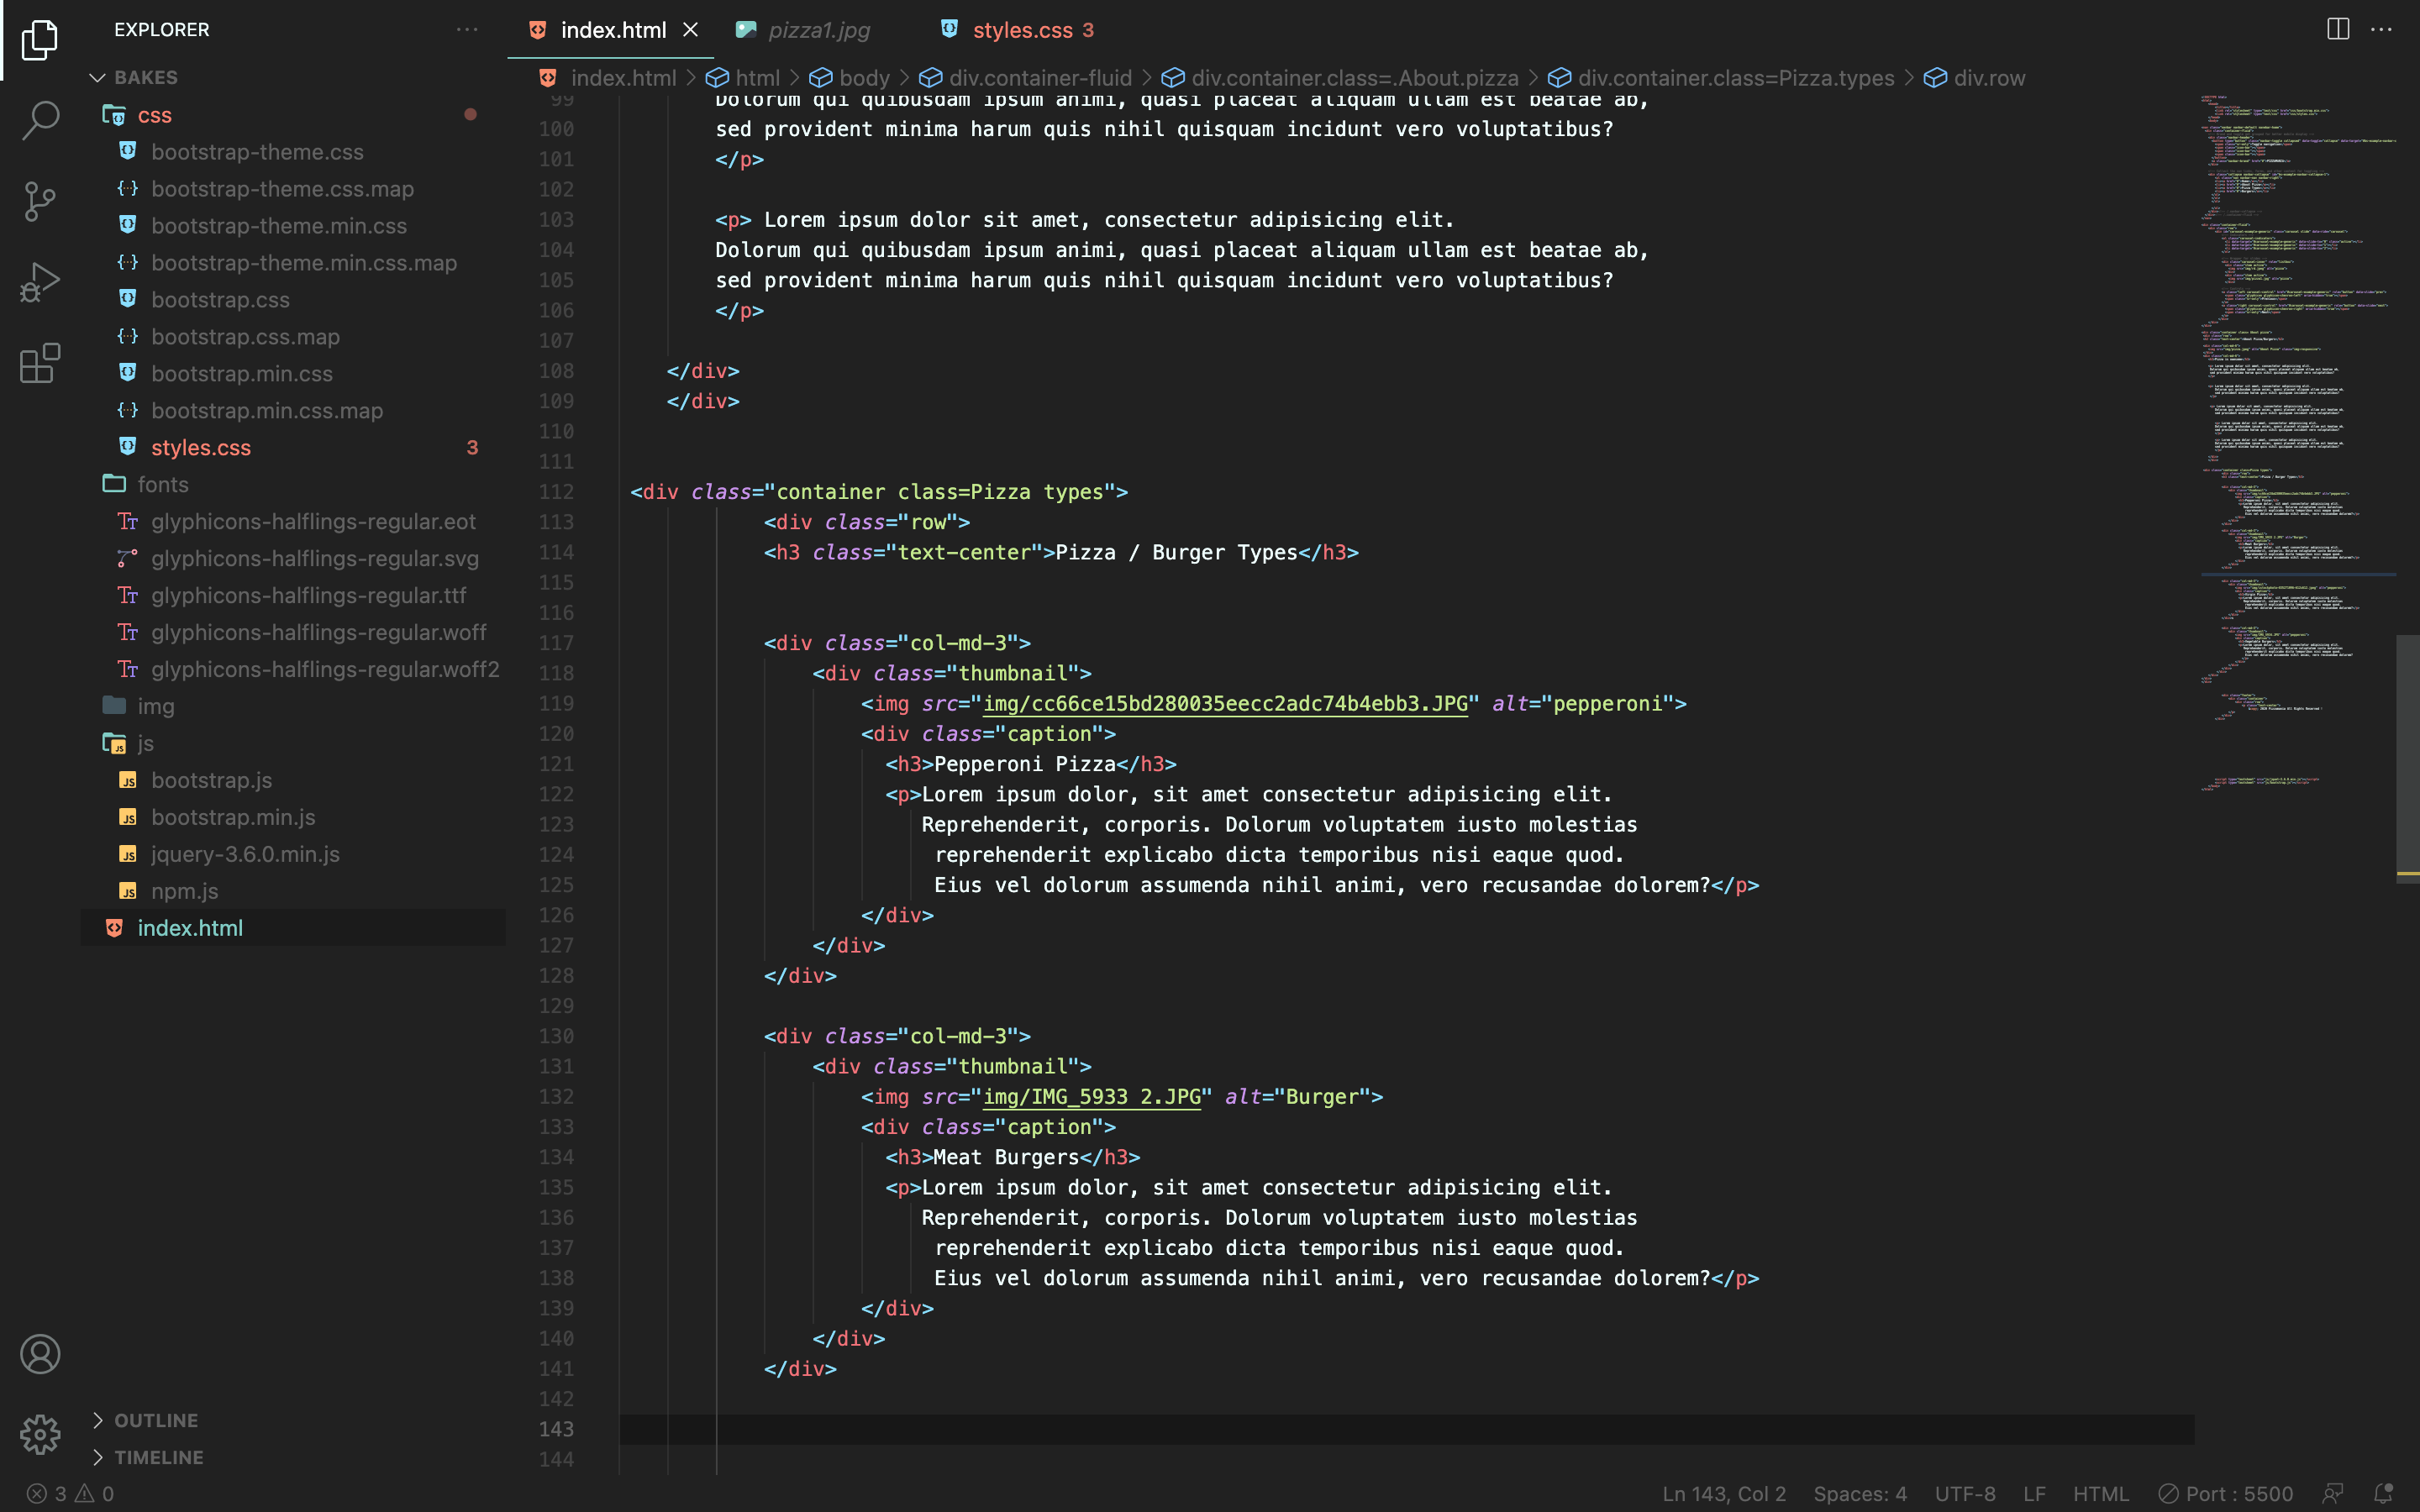 EXPLORER
BAKES
css
bootstrap-theme.css
bootstrap-theme.css.map
bootstrap-theme.min.css
bootstrap-theme.min.css.map
bootstrap.css
bootstrap.css.map
bootstrap.min.css
bootstrap.min.css.map
styles.css 3
fonts
glyphicons-halflings-regular.eot
glyphicons-halflings-regular.svg
glyphicons-halflings-regular.ttf
glyphicons-halflings-regular.woff
glyphicons-halflings-regular.woff2
img
js
bootstrap.js
bootstrap.min.js
jquery-3.6.0.min.js
npm.js
index.html
OUTLINE
TIMELINE
index.html pizza1.jpg styles.css 3
index.html > html > body > div.container-fluid > div.container.class=.About.pizza > div.container.class=Pizza.types > div.row
99 Dolorum qui quibusdam ipsum animi, quasi placeat aliquam ullam est beatae ab,
100 sed provident minima harum quis nihil quisquam incidunt vero voluptatibus?
101 </p>
102
103 <p> Lorem ipsum dolor sit amet, consectetur adipisicing elit.
104 Dolorum qui quibusdam ipsum animi, quasi placeat aliquam ullam est beatae ab,
105 sed provident minima harum quis nihil quisquam incidunt vero voluptatibus?
106 </p>
107
108 </div>
109 </div>
110
111
112 <div class="container class=Pizza types">
113 <div class="row">
114 <h3 class="text-center">Pizza / Burger Types</h3>
115
116
117 <div class="col-md-3">
118 <div class="thumbnail">
119 <img src="img/cc66ce15bd280035eecc2adc74b4ebb3.JPG" alt="pepperoni">
120 <div class="caption">
121 <h3>Pepperoni Pizza</h3>
122 <p>Lorem ipsum dolor, sit amet consectetur adipisicing elit.
123 Reprehenderit, corporis. Dolorum voluptatem iusto molestias
124 reprehenderit explicabo dicta temporibus nisi eaque quod.
125 Eius vel dolorum assumenda nihil animi, vero recusandae dolorem?</p>
126 </div>
127 </div>
128 </div>
129
130 <div class="col-md-3">
131 <div class="thumbnail">
132 <img src="img/IMG_5933 2.JPG" alt="Burger">
133 <div class="caption">
134 <h3>Meat Burgers</h3>
135 <p>Lorem ipsum dolor, sit amet consectetur adipisicing elit.
136 Reprehenderit, corporis. Dolorum voluptatem iusto molestias
137 reprehenderit explicabo dicta temporibus nisi eaque quod.
138 Eius vel dolorum assumenda nihil animi, vero recusandae dolorem?</p>
139 </div>
140 </div>
141 </div>
142
143
144
3 0 Ln 143, Col 2 Spaces: 4 UTF-8 LF HTML Port : 5500